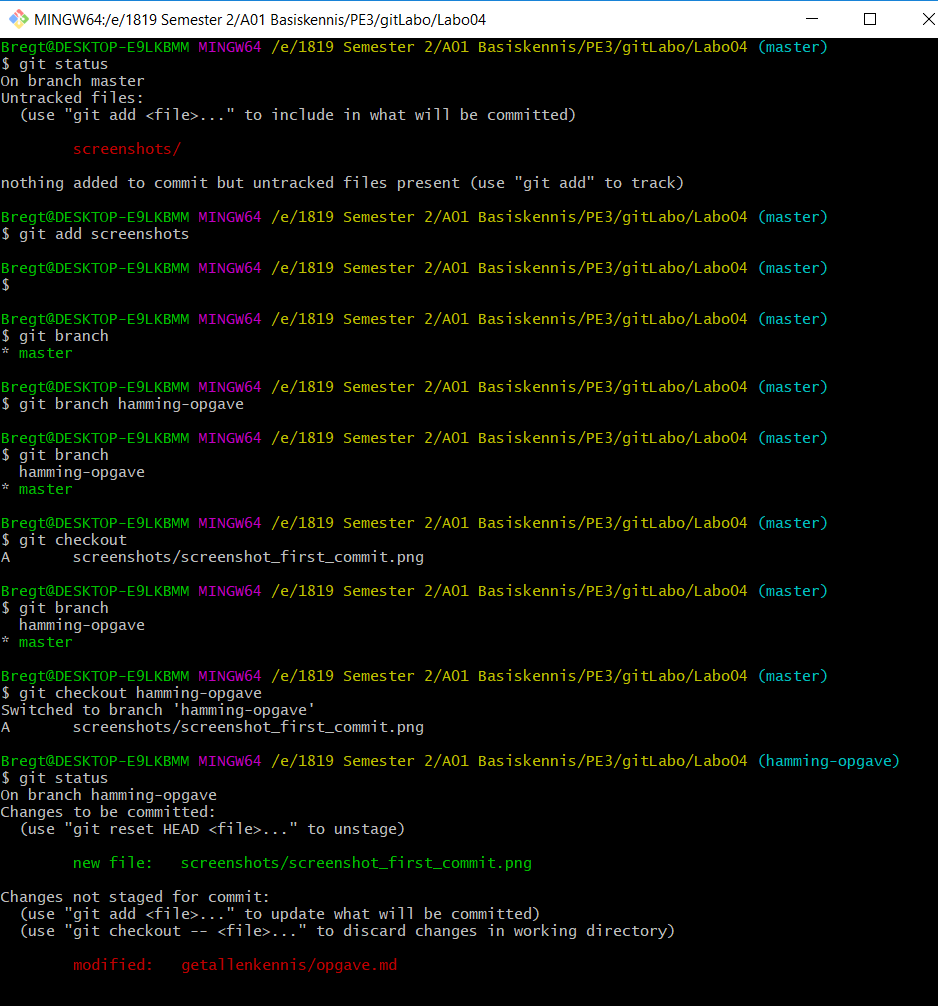 MINGW64:/e/1819 Semester 2/A01 Basiskennis/PE3/gitLabo/Labo04
Bregt@DESKTOP-E9LKBMM MINGW64 /e/1819 Semester 2/A01 Basiskennis/PE3/gitLabo/Labo04 (master)
$ git status
On branch master
Untracked files:
  (use "git add <file>..." to include in what will be committed)

        screenshots/

nothing added to commit but untracked files present (use "git add" to track)

Bregt@DESKTOP-E9LKBMM MINGW64 /e/1819 Semester 2/A01 Basiskennis/PE3/gitLabo/Labo04 (master)
$ git add screenshots

Bregt@DESKTOP-E9LKBMM MINGW64 /e/1819 Semester 2/A01 Basiskennis/PE3/gitLabo/Labo04 (master)
$

Bregt@DESKTOP-E9LKBMM MINGW64 /e/1819 Semester 2/A01 Basiskennis/PE3/gitLabo/Labo04 (master)
$ git branch
* master

Bregt@DESKTOP-E9LKBMM MINGW64 /e/1819 Semester 2/A01 Basiskennis/PE3/gitLabo/Labo04 (master)
$ git branch hamming-opgave

Bregt@DESKTOP-E9LKBMM MINGW64 /e/1819 Semester 2/A01 Basiskennis/PE3/gitLabo/Labo04 (master)
$ git branch
  hamming-opgave
* master

Bregt@DESKTOP-E9LKBMM MINGW64 /e/1819 Semester 2/A01 Basiskennis/PE3/gitLabo/Labo04 (master)
$ git checkout
A       screenshots/screenshot_first_commit.png

Bregt@DESKTOP-E9LKBMM MINGW64 /e/1819 Semester 2/A01 Basiskennis/PE3/gitLabo/Labo04 (master)
$ git branch
  hamming-opgave
* master

Bregt@DESKTOP-E9LKBMM MINGW64 /e/1819 Semester 2/A01 Basiskennis/PE3/gitLabo/Labo04 (master)
$ git checkout hamming-opgave
Switched to branch 'hamming-opgave'
A       screenshots/screenshot_first_commit.png

Bregt@DESKTOP-E9LKBMM MINGW64 /e/1819 Semester 2/A01 Basiskennis/PE3/gitLabo/Labo04 (hamming-opgave)
$ git status
On branch hamming-opgave
Changes to be committed:
  (use "git reset HEAD <file>..." to unstage)

        new file:   screenshots/screenshot_first_commit.png

Changes not staged for commit:
  (use "git add <file>..." to update what will be committed)
  (use "git checkout -- <file>..." to discard changes in working directory)

        modified:   getallenkennis/opgave.md